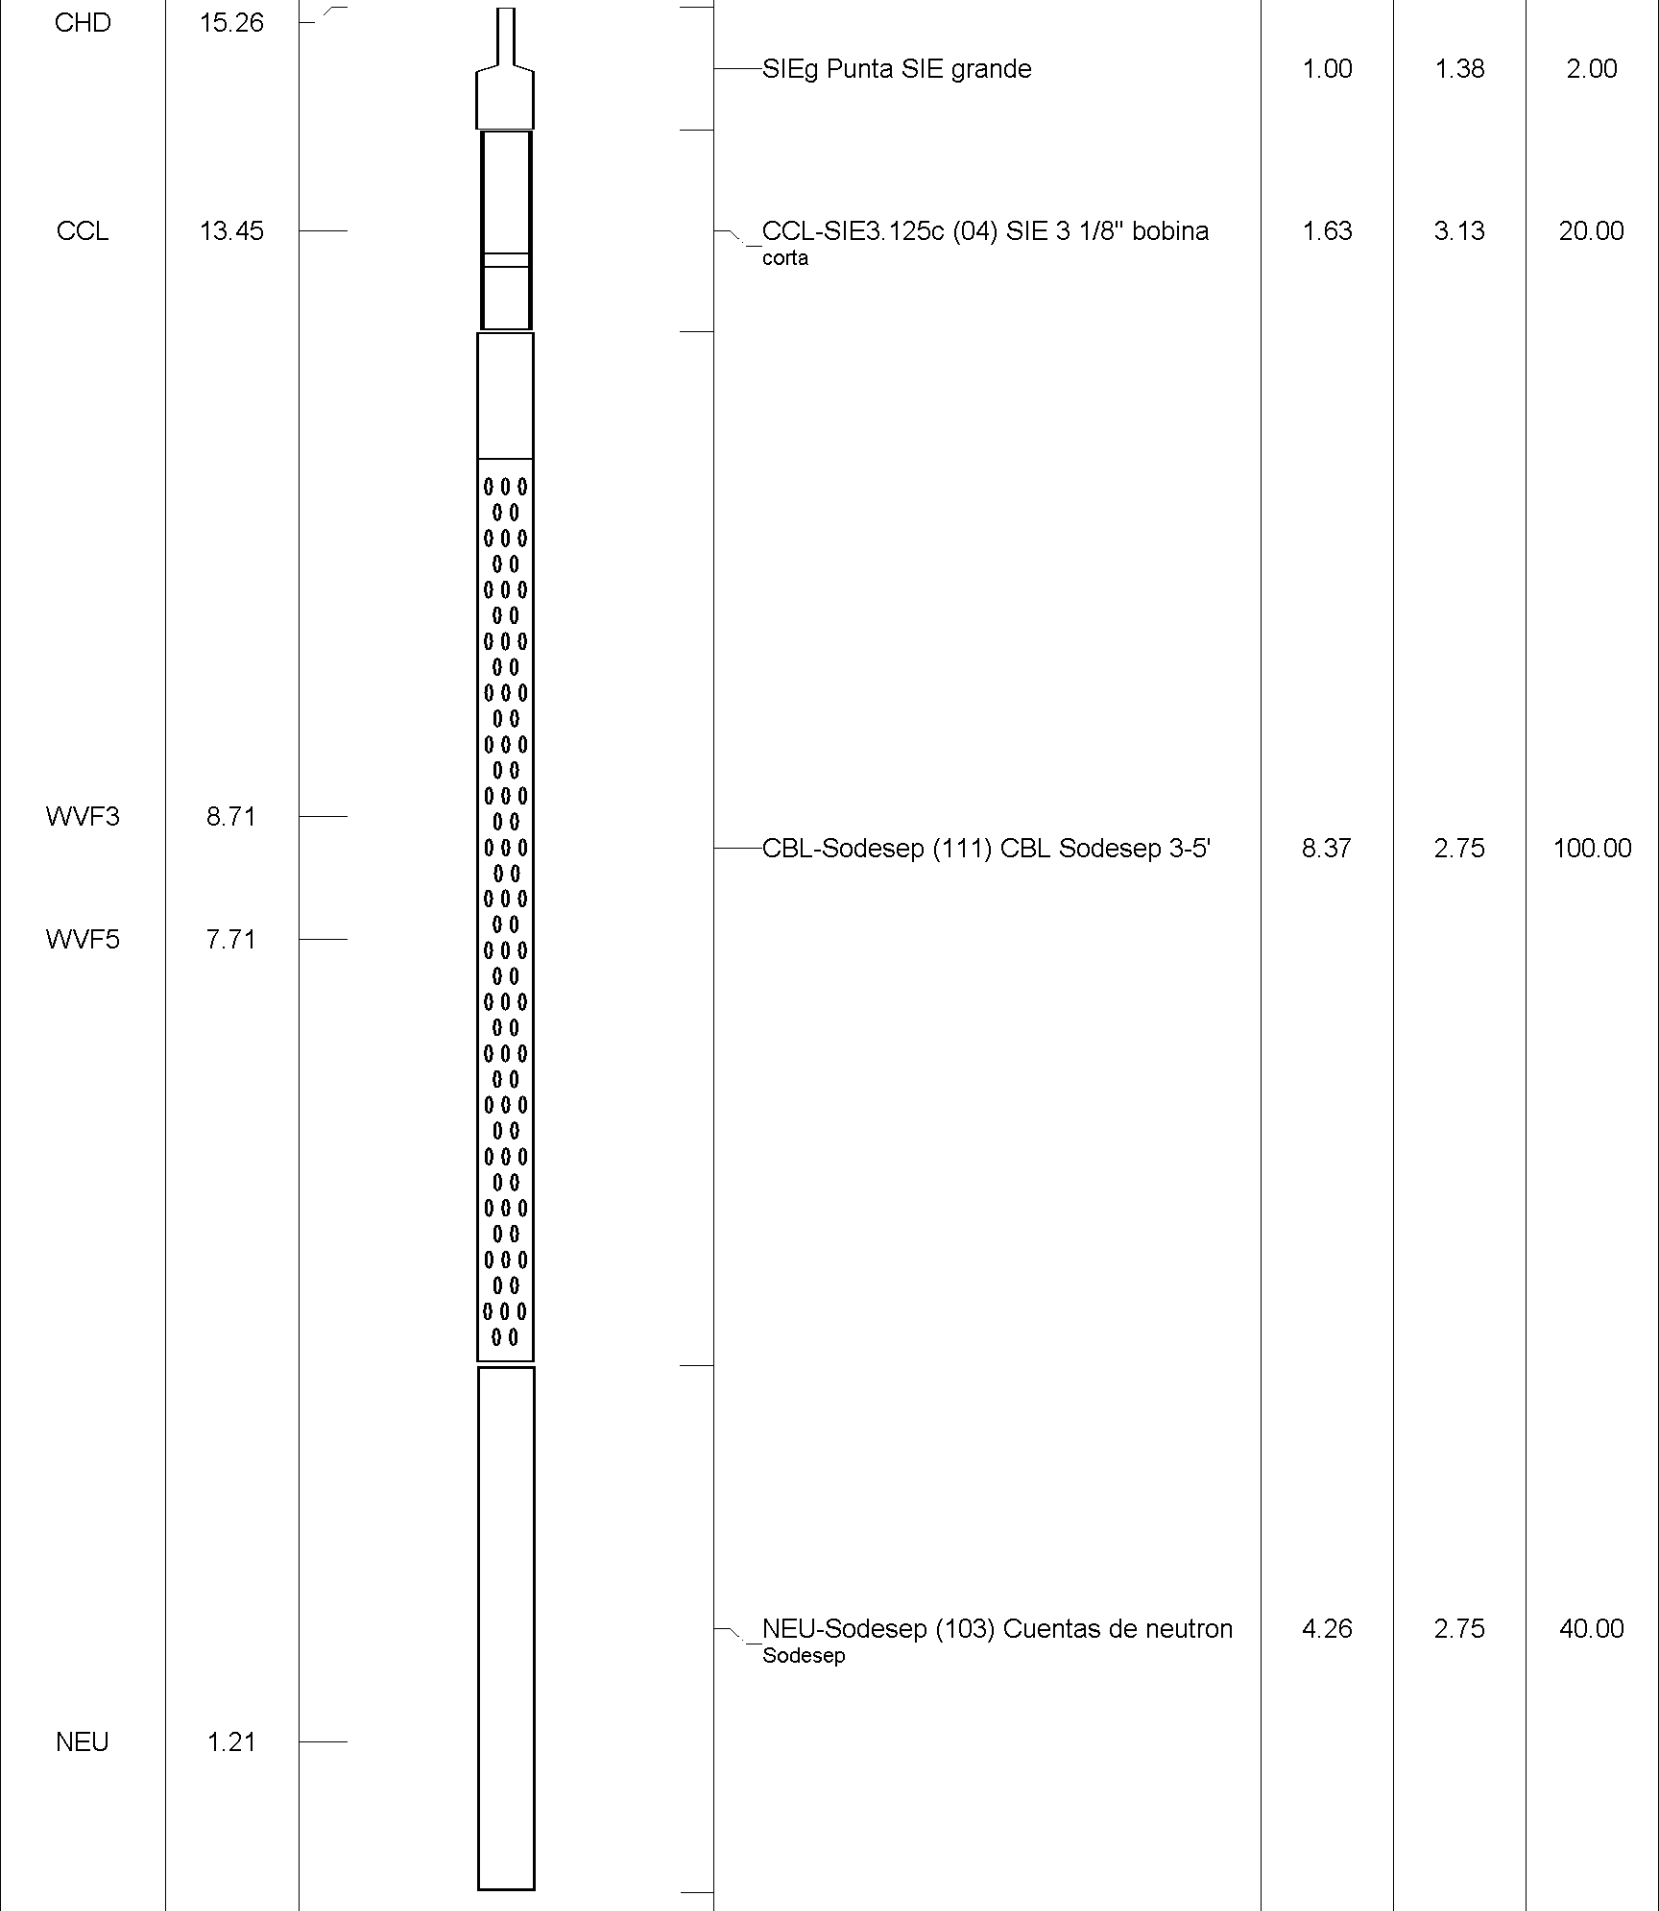 CHD 15.26
SIEg Punta SIE grande 1.00 1.38 2.00
CCL 13.45 CCL-SIE3.125c (04) SIE 3 1/8" bobina 1.63 3.13 20.00
corta
WVF3 8.71
CBL-Sodesep (111) CBL Sodesep 3-5' 8.37 2.75 100.00
WVF5 7.71
NEU-Sodesep (103) Cuentas de neutron 4.26 2.75 40.00
Sodesep
NEU 1.21